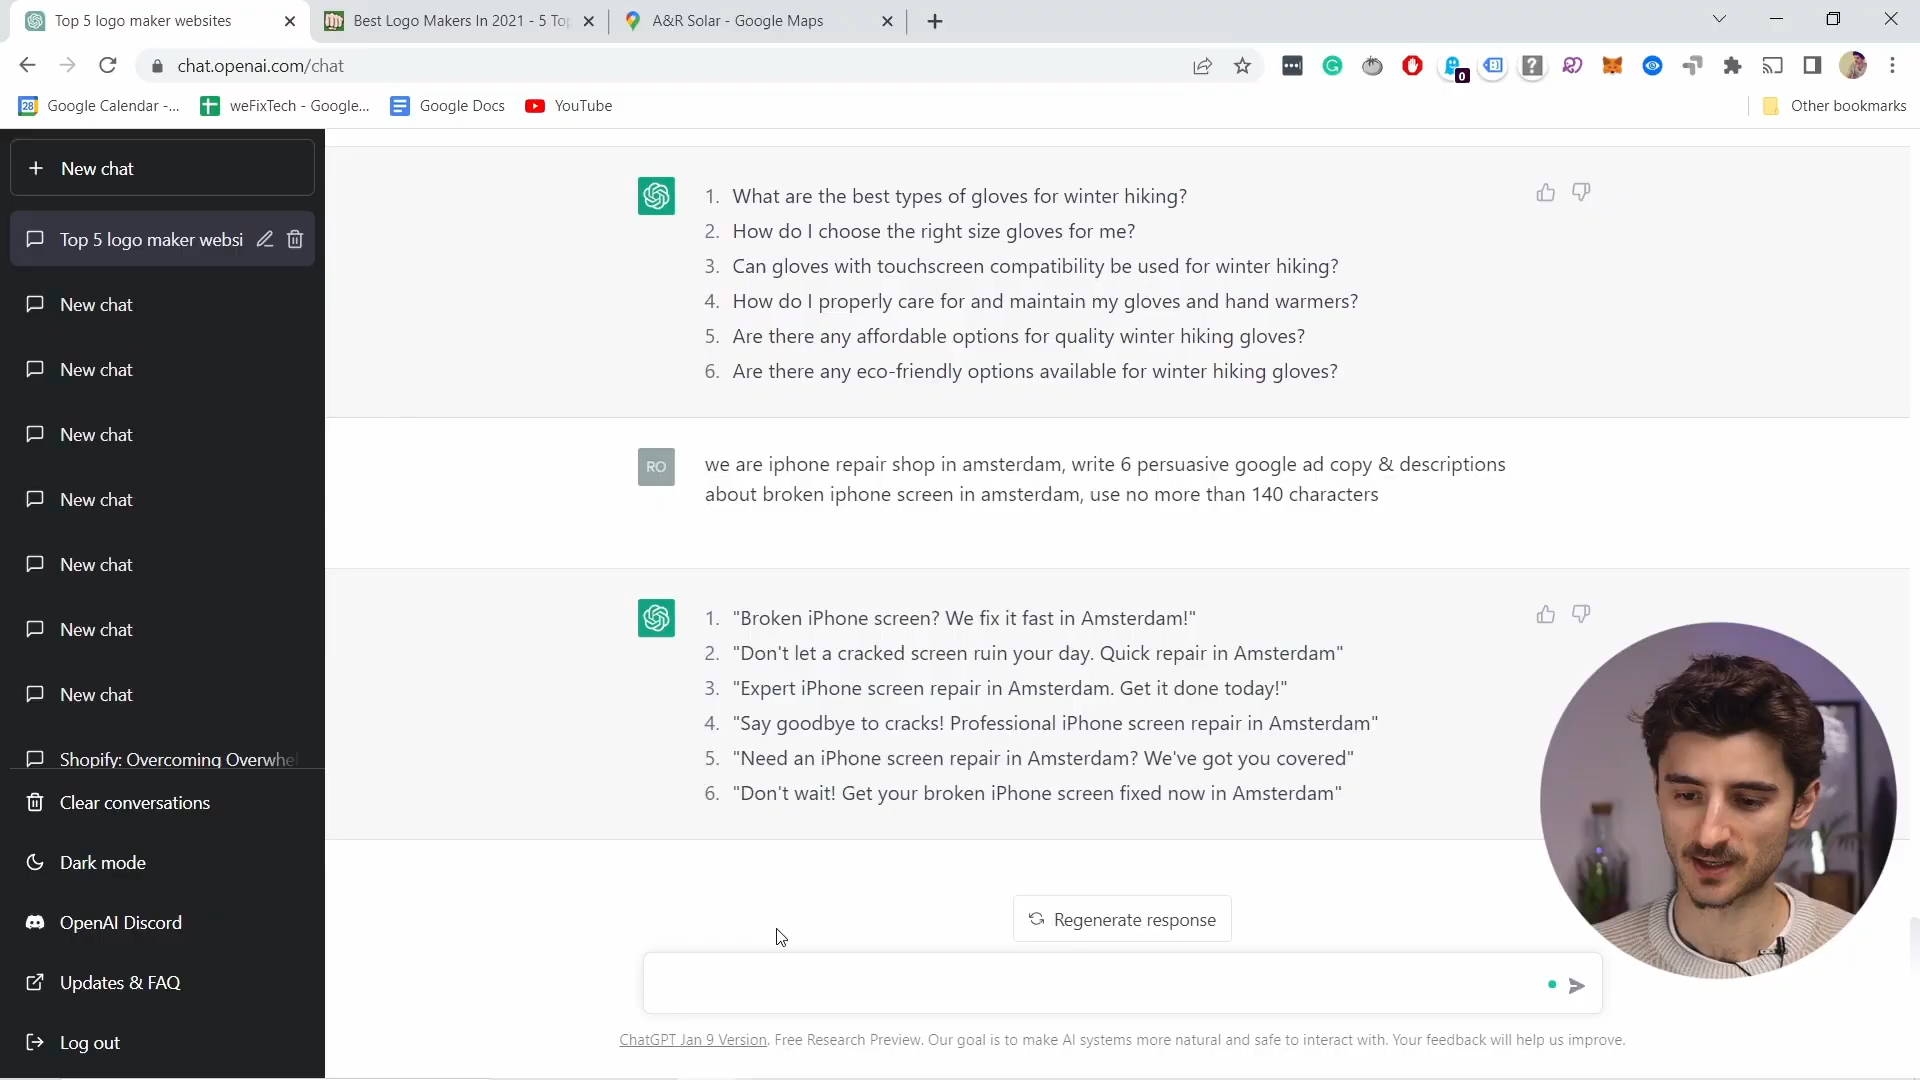 Top 5 logo maker websites
Best Logo Makers In 2021 - 5 To
A&R Solar - Google Maps
chat.openai.com/chat
0
28 Google Calendar -...
weFixTech - Google...
Google Docs
YouTube
Other bookmarks
New chat
Top 5 logo maker websi
New chat
New chat
New chat
New chat
New chat
New chat
New chat
Shopify: Overcoming Overwhel
Clear conversations
Dark mode
OpenAI Discord
Updates & FAQ
Log out
1. What are the best types of gloves for winter hiking?
2. How do I choose the right size gloves for me?
3. Can gloves with touchscreen compatibility be used for winter hiking?
4. How do I properly care for and maintain my gloves and hand warmers?
5. Are there any affordable options for quality winter hiking gloves?
6. Are there any eco-friendly options available for winter hiking gloves?
RO
we are iphone repair shop in amsterdam, write 6 persuasive google ad copy & descriptions
about broken iphone screen in amsterdam, use no more than 140 characters
1. "Broken iPhone screen? We fix it fast in Amsterdam!"
2. "Don't let a cracked screen ruin your day. Quick repair in Amsterdam"
3. "Expert iPhone screen repair in Amsterdam. Get it done today!"
4. "Say goodbye to cracks! Professional iPhone screen repair in Amsterdam"
5. "Need an iPhone screen repair in Amsterdam? We've got you covered"
6. "Don't wait! Get your broken iPhone screen fixed now in Amsterdam"
Regenerate response
ChatGPT Jan 9 Version. Free Research Preview. Our goal is to make AI systems more natural and safe to interact with. Your feedback will help us improve.